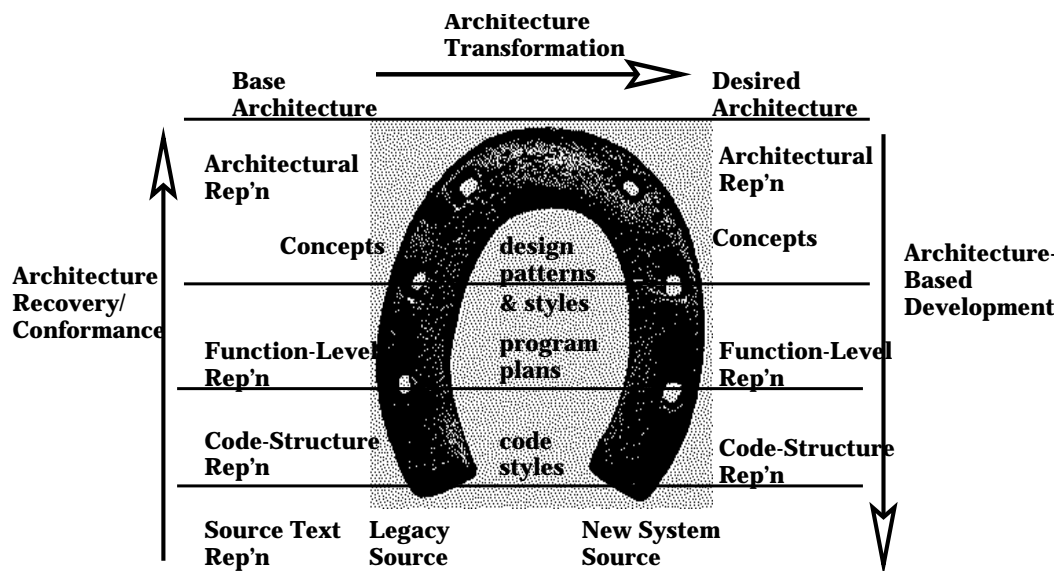 Architecture
Transformation
Base
Architecture
Desired
Architecture
Architectural
Rep'n
Architectural
Rep'n
Concepts
design
patterns
& styles
Concepts
Architecture
Recovery/
Conformance
Architecture-
Based
Development
Function-Level
Rep'n
program
plans
Function-Level
Rep'n
Code-Structure
Rep'n
code
styles
Code-Structure
Rep'n
Source Text
Rep'n
Legacy
Source
New System
Source